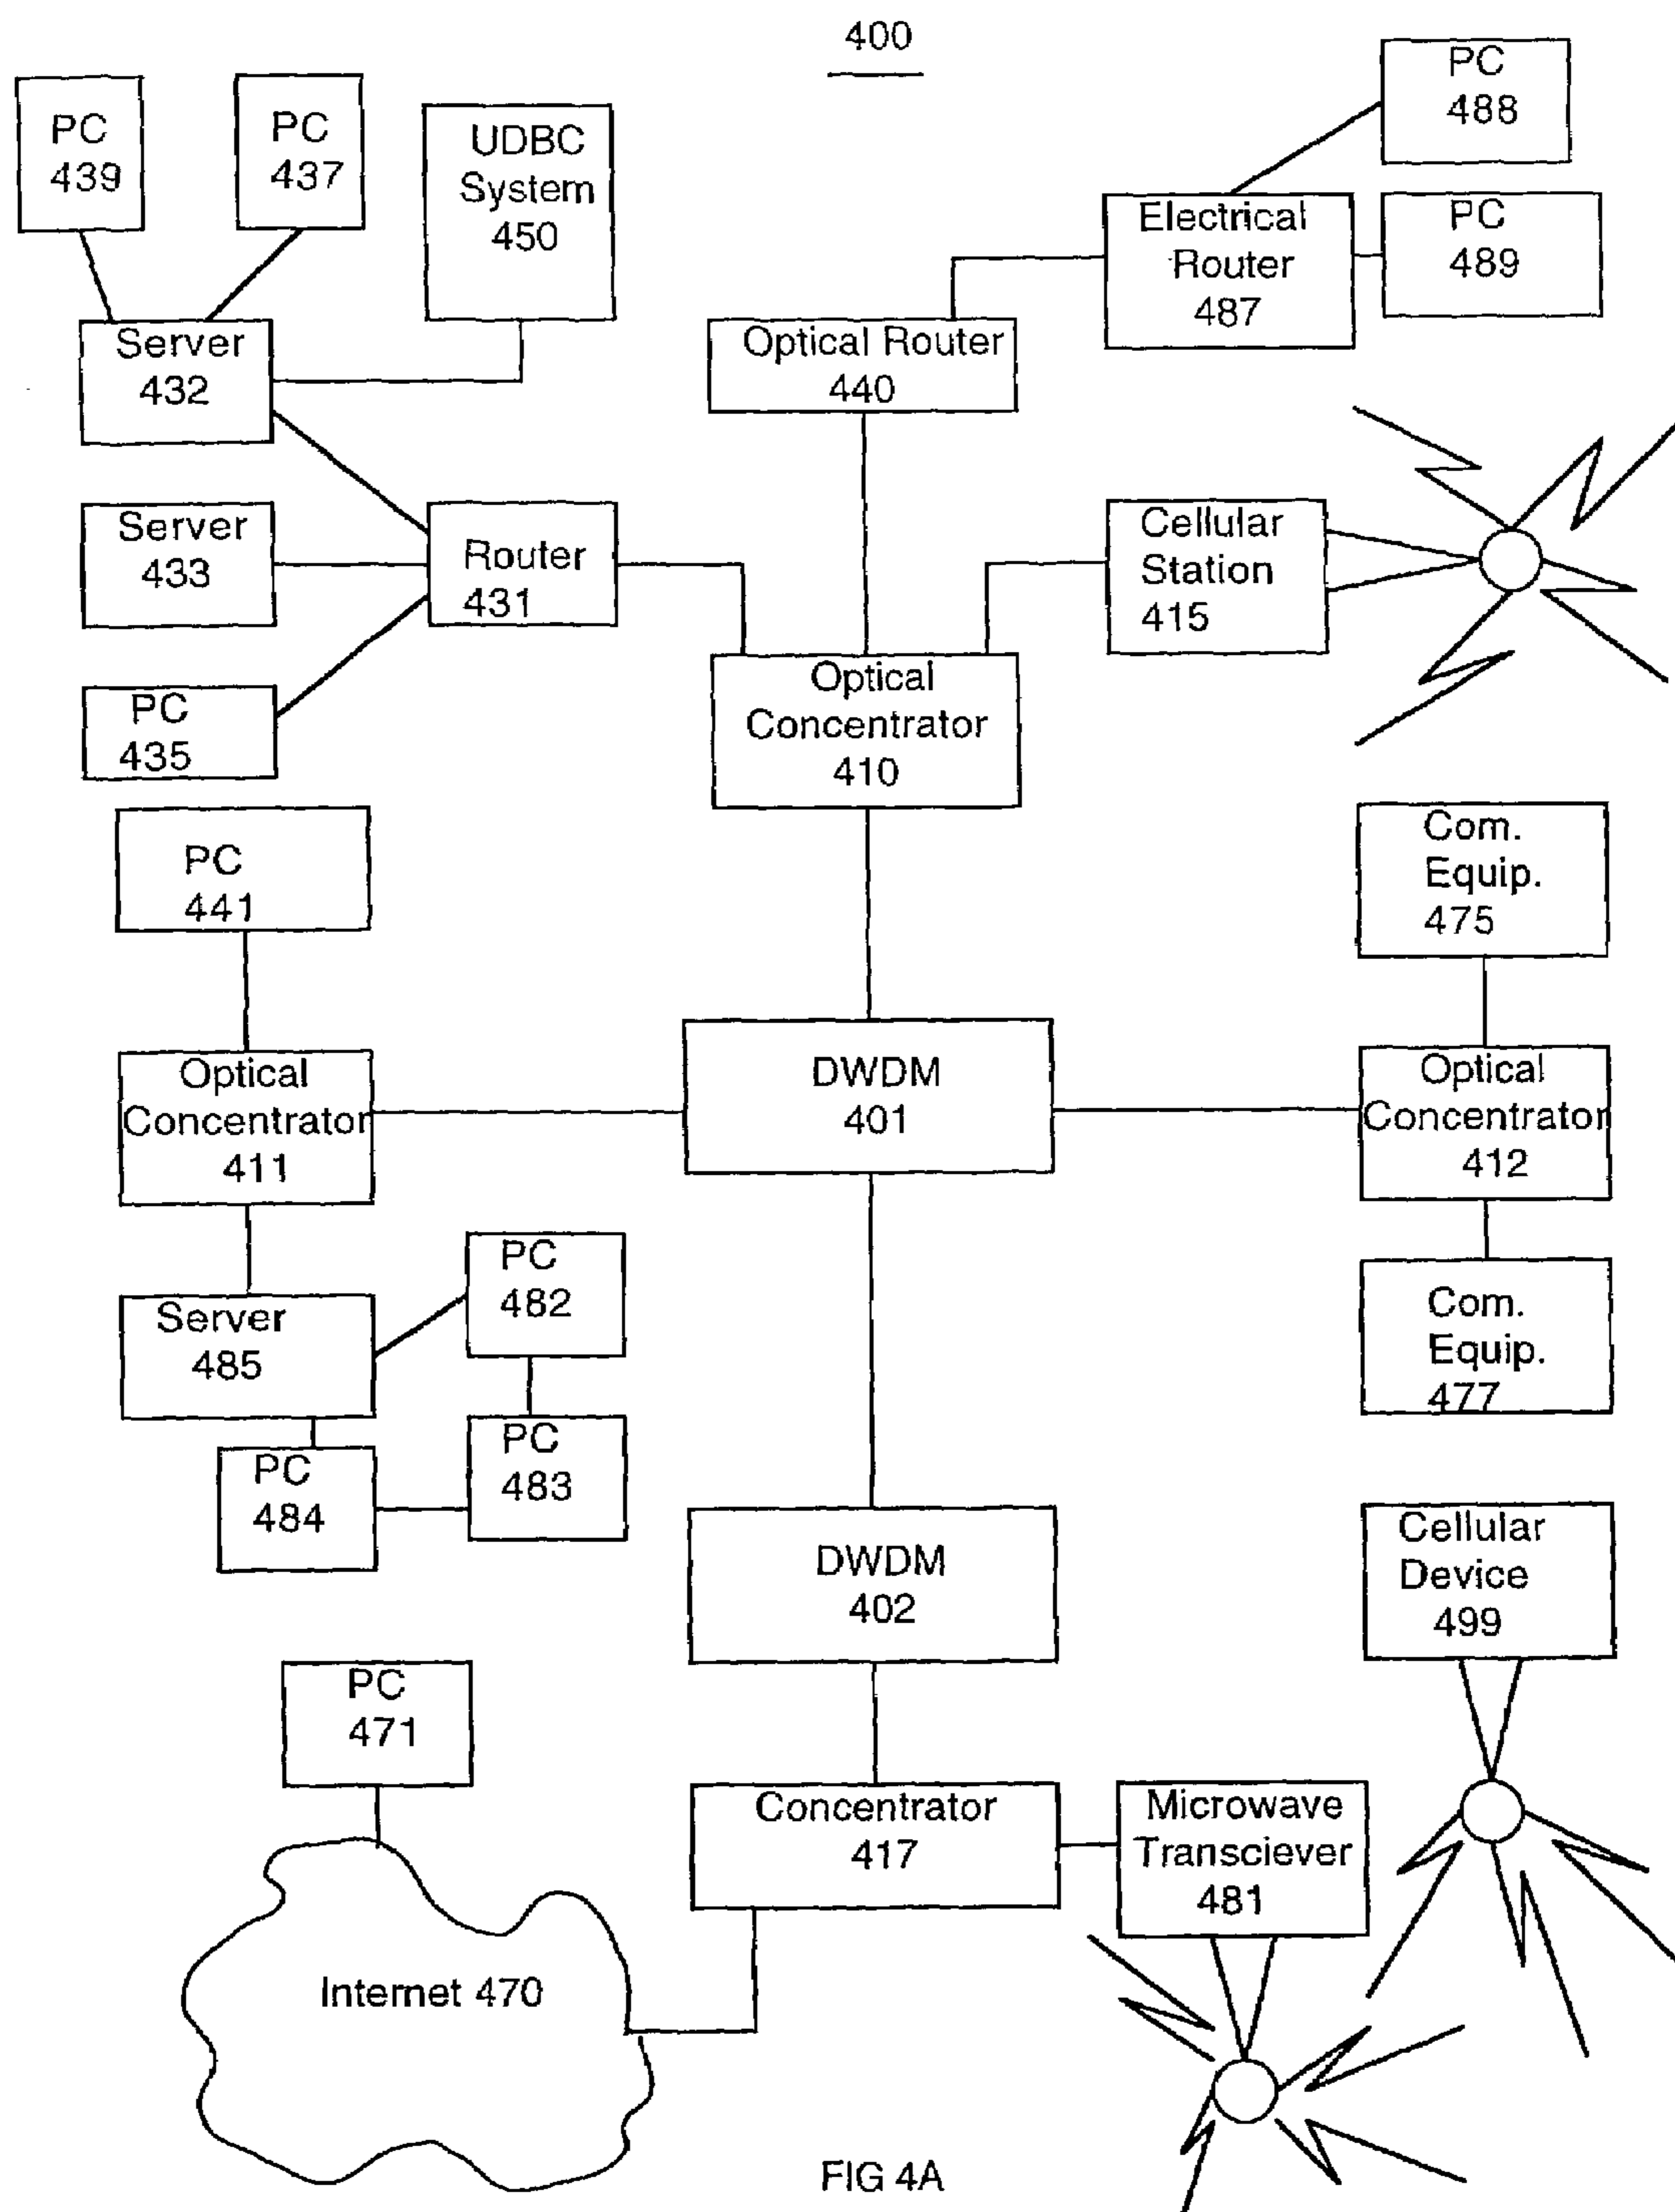 400
PC
439
PC
437
UDBC
System
450
PC
488
Electrical
Router
487
PC
489
Server
432
Optical Router
440
Server
433
Router
431
Cellular
Station
415
PC
435
Optical
Concentrator
410
PC
441
Com.
Equip.
475
Optical
Concentrator
411
DWDM
401
Optical
Concentrator
412
Server
485
PC
482
Com.
Equip.
477
PC
484
PC
483
DWDM
402
Cellular
Device
499
PC
471
Concentrator
417
Microwave
Transciever
481
Internet 470
FIG 4A